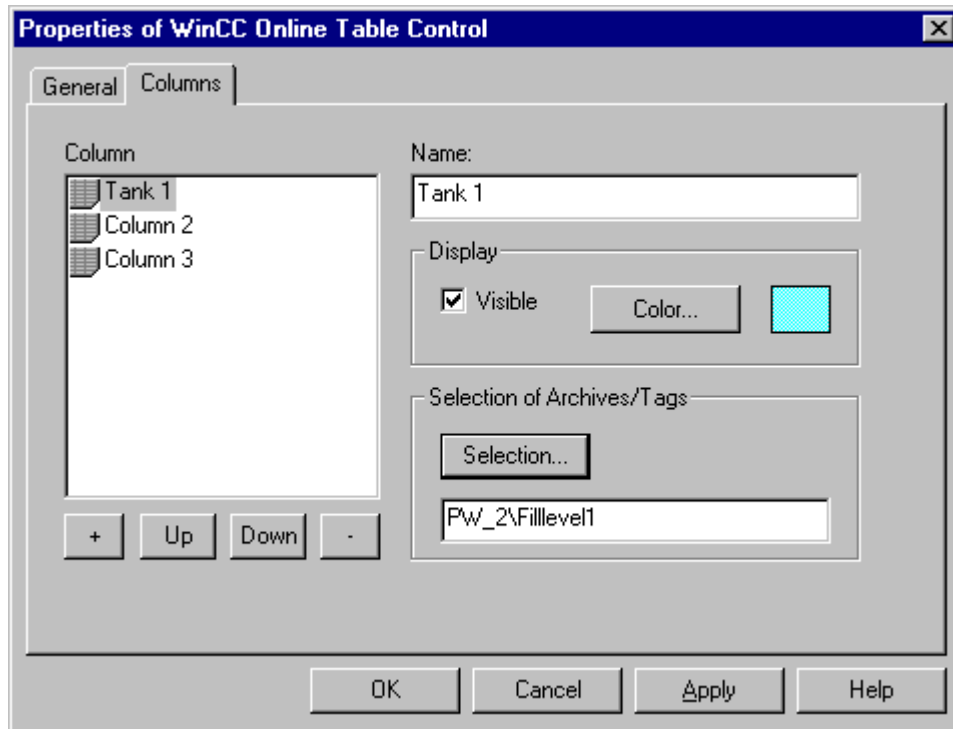 Properties of WinCC Online Table Control
General Columns
Column
Tank 1
Column 2
Column 3
+ Up Down -
Name:
Tank 1
Display
Visible Color...
Selection of Archives/Tags
Selection...
PW_2\Filllevel1
OK Cancel Apply Help